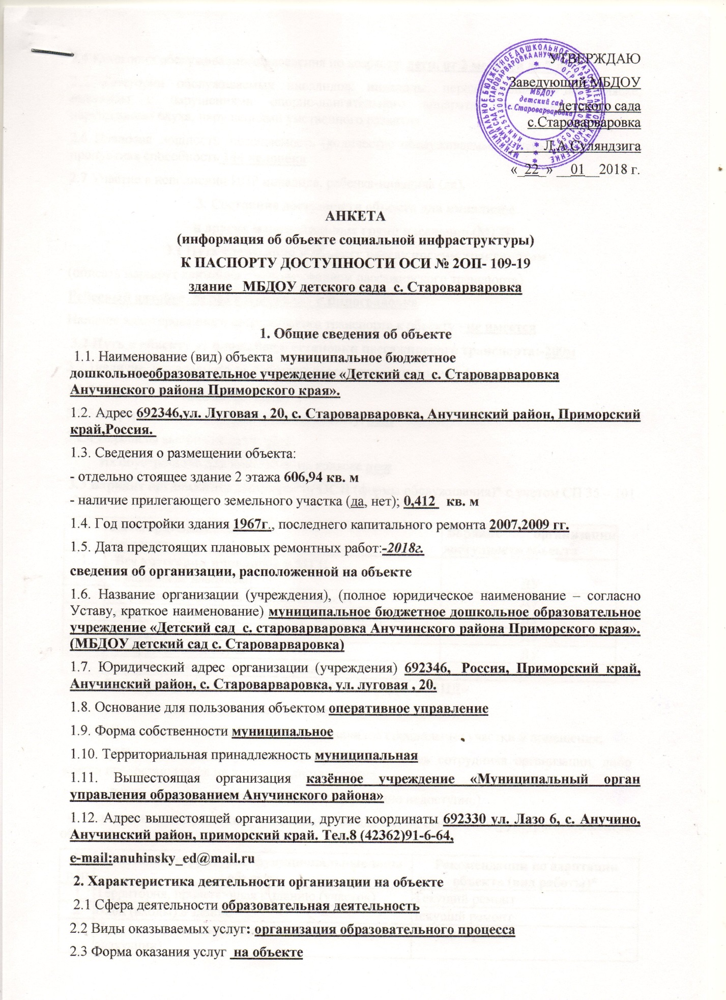 УТВЕРЖДАЮ
Заведующий МБДОУ
детского сада
с.Староварваровка
Л.А.Суляндзига
«_22_» __01__2018 г.
МБДОУ
детский сад
с. Староварваровка
АНКЕТА
(информация об объекте социальной инфраструктуры)
К ПАСПОРТУ ДОСТУПНОСТИ ОСИ № 2ОП- 109-19
здание МБДОУ детского сада с. Староварваровка
1. Общие сведения об объекте
1.1. Наименование (вид) объекта муниципальное бюджетное
дошкольноеобразовательное учреждение «Детский сад с. Староварваровка
Анучинского района Приморского края».
1.2. Адрес 692346,ул. Луговая , 20, с. Староварваровка, Анучинский район, Приморский
край,Россия.
1.3. Сведения о размещении объекта:
- отдельно стоящее здание 2 этажа 606,94 кв. м
- наличие прилегающего земельного участка (да, нет); 0,412 кв. м
1.4. Год постройки здания 1967г., последнего капитального ремонта 2007,2009 гг.
1.5. Дата предстоящих плановых ремонтных работ:-2018г.
сведения об организации, расположенной на объекте
1.6. Название организации (учреждения), (полное юридическое наименование – согласно
Уставу, краткое наименование) муниципальное бюджетное дошкольное образовательное
учреждение «Детский сад с. староварваровка Анучинского района Приморского края».
(МБДОУ детский сад с. Староварваровка)
1.7. Юридический адрес организации (учреждения) 692346, Россия, Приморский край,
Анучинский район, с. Староварваровка, ул. луговая , 20.
1.8. Основание для пользования объектом оперативное управление
1.9. Форма собственности муниципальное
1.10. Территориальная принадлежность муниципальная
1.11. Вышестоящая организация казённое учреждение «Муниципальный орган
управления образованием Анучинского района»
1.12. Адрес вышестоящей организации, другие координаты 692330 ул. Лазо 6, с. Анучино,
Анучинский район, приморский край. Тел.8 (42362)91-6-64,
e-mail:anuhinsky_ed@mail.ru
2. Характеристика деятельности организации на объекте
2.1 Сфера деятельности образовательная деятельность
2.2 Виды оказываемых услуг: организация образовательного процесса
2.3 Форма оказания услуг на объекте